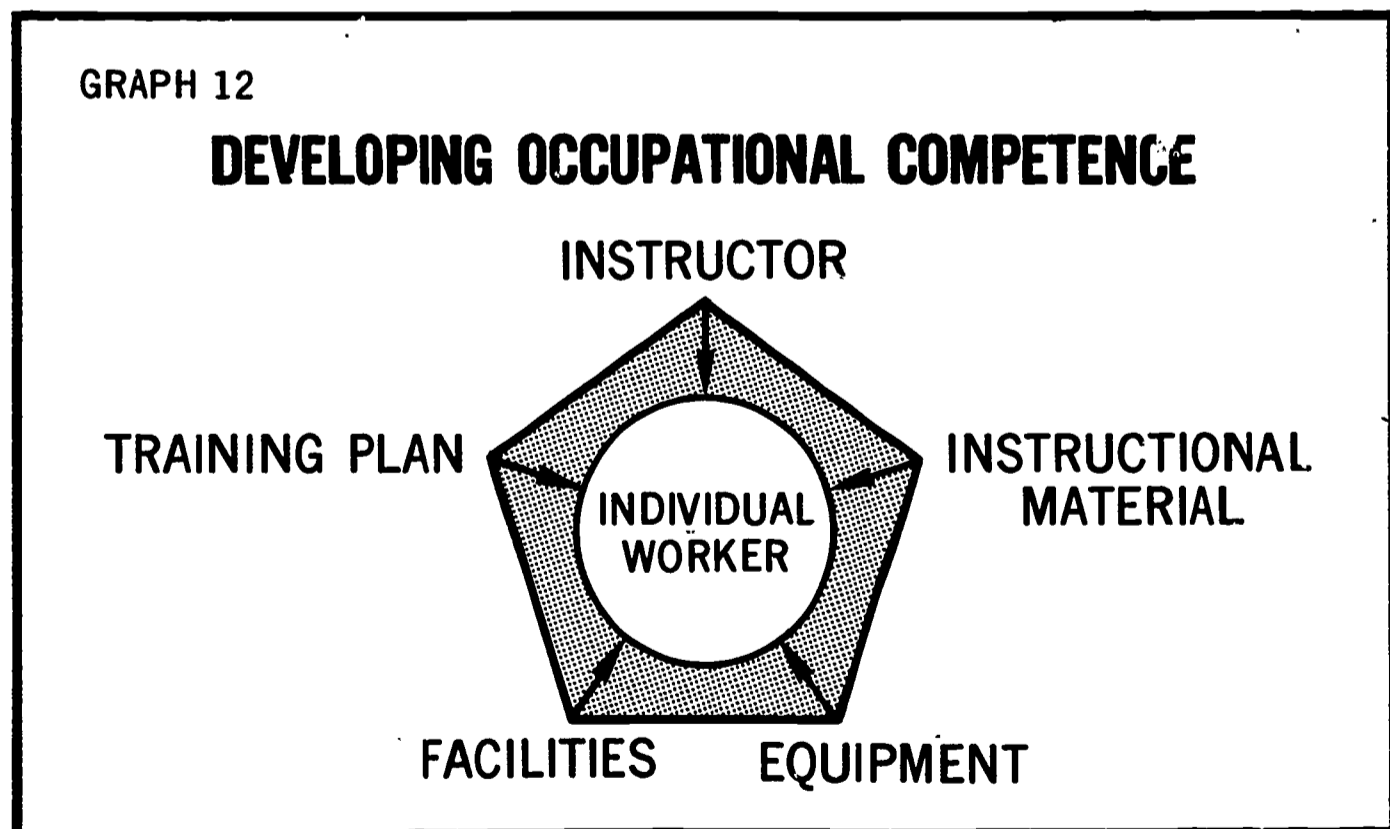 GRAPH 12
DEVELOPING OCCUPATIONAL COMPETENCE
INSTRUCTOR
TRAINING PLAN
INSTRUCTIONAL
MATERIAL
INDIVIDUAL
WORKER
FACILITIES
EQUIPMENT